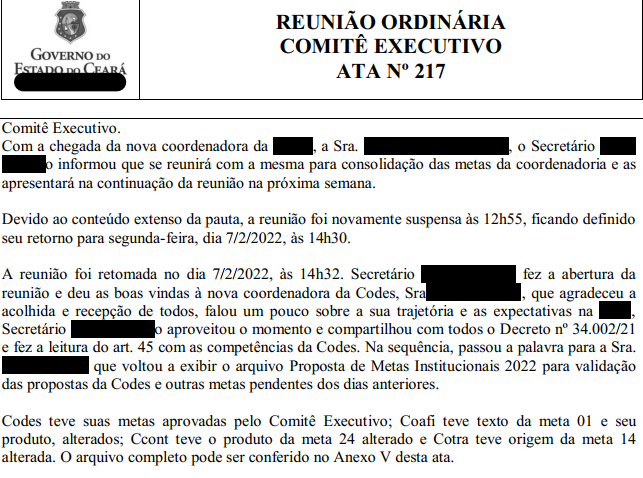 GOVERNO DO
ESTADO DO CEARÁ
REUNIÃO ORDINÁRIA
COMITÊ EXECUTIVO
ATA Nº 217
Comitê Executivo.
Com a chegada da nova coordenadora da , a Sra. , o Secretário
o informou que se reunirá com a mesma para consolidação das metas da coordenadoria e as
apresentará na continuação da reunião na próxima semana.
Devido ao conteúdo extenso da pauta, a reunião foi novamente suspensa às 12h55, ficando definido
seu retorno para segunda-feira, dia 7/2/2022, às 14h30.
A reunião foi retomada no dia 7/2/2022, às 14h32. Secretário fez a abertura da
reunião e deu as boas vindas à nova coordenadora da Codes, Sra , que agradeceu a
acolhida e recepção de todos, falou um pouco sobre a sua trajetória e as expectativas na ,
Secretário o aproveitou o momento e compartilhou com todos o Decreto nº 34.002/21
e fez a leitura do art. 45 com as competências da Codes. Na sequência, passou a palavra para a Sra.
que voltou a exibir o arquivo Proposta de Metas Institucionais 2022 para validação
das propostas da Codes e outras metas pendentes dos dias anteriores.
Codes teve suas metas aprovadas pelo Comitê Executivo; Coafi teve texto da meta 01 e seu
produto, alterados; Ccont teve o produto da meta 24 alterado e Cotra teve origem da meta 14
alterada. O arquivo completo pode ser conferido no Anexo V desta ata.